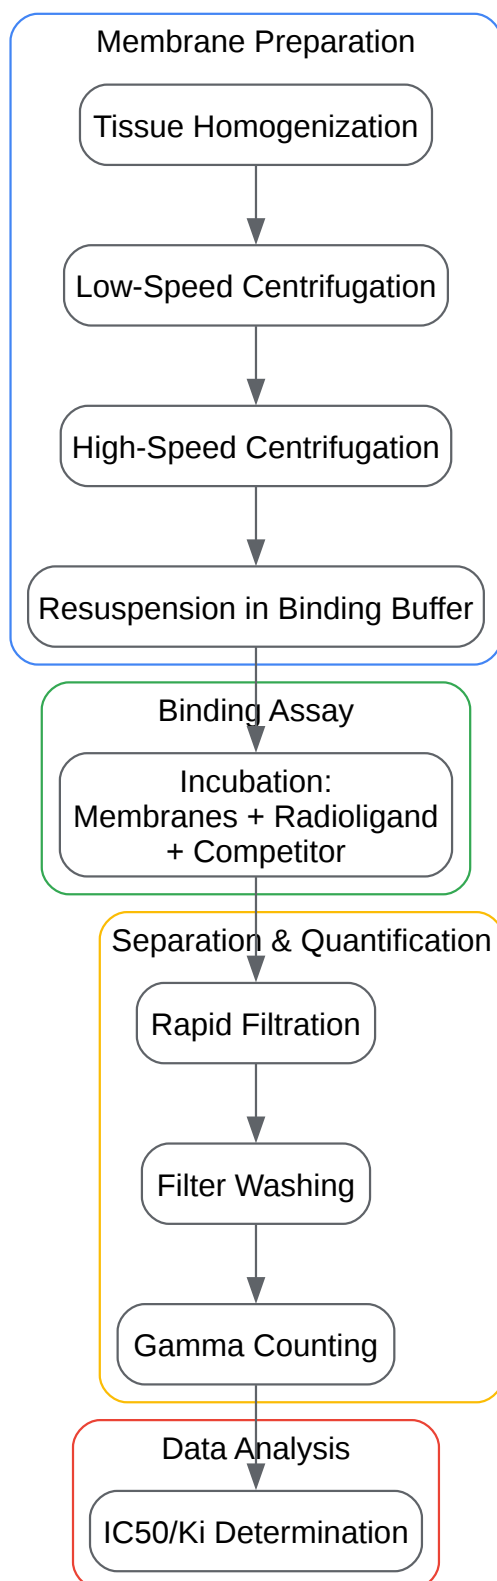 Membrane Preparation
Tissue Homogenization
Low-Speed Centrifugation
High-Speed Centrifugation
Resuspension in Binding Buffer
Binding Assay
Incubation:
Membranes + Radioligand
+ Competitor
Separation & Quantification
Rapid Filtration
Filter Washing
Gamma Counting
Data Analysis
IC50/Ki Determination